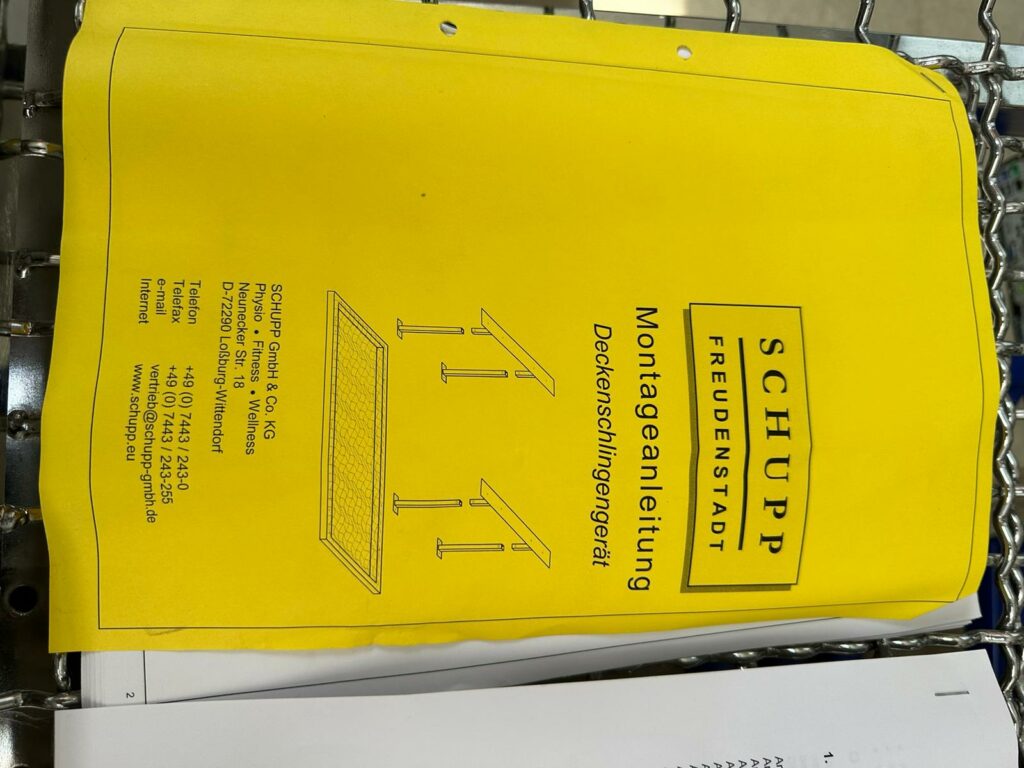 SCHUPP
FREUDENSTADT
Montageanleitung
Deckenschlingengerät
SCHUPP GmbH & Co. KG
Physio • Fitness • Wellness
Neunecker Str. 18
D-72290 Loßburg-Wittendorf
Telefon +49 (0) 7443 / 243-0
Telefax +49 (0) 7443 / 243-255
e-mail vertrieb@schupp-gmbh.de
Internet www.schupp.eu
2
1.